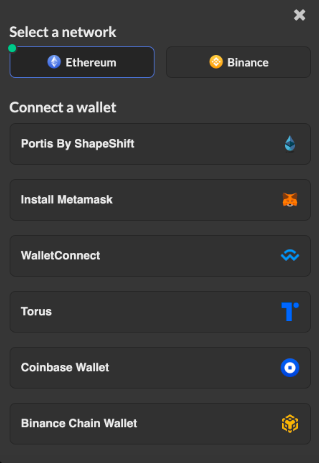 Select a network
Ethereum
Binance
Connect a wallet
Portis By ShapeShift
Install Metamask
WalletConnect
Torus
Coinbase Wallet
Binance Chain Wallet